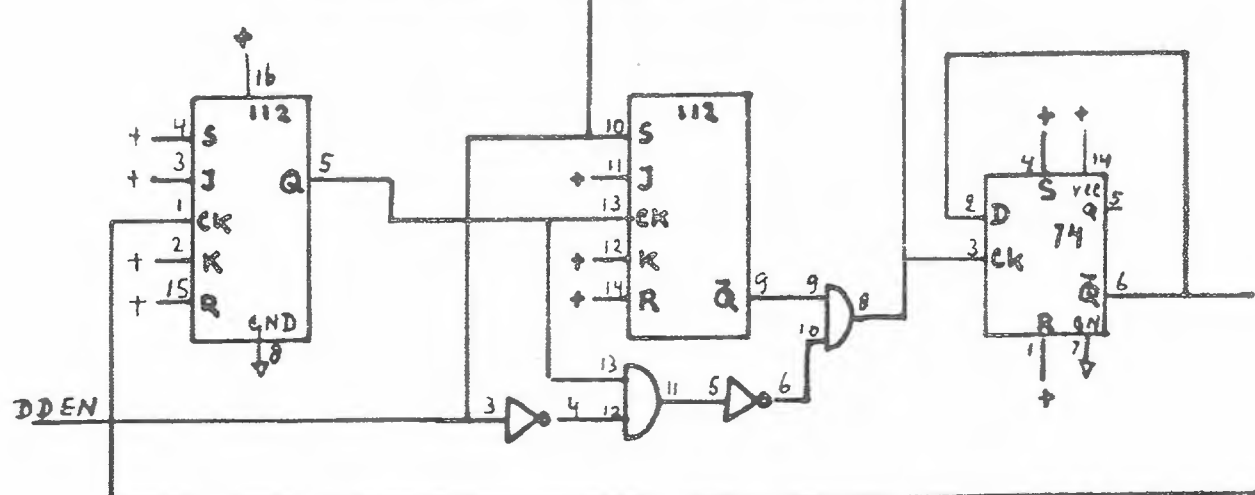 +
16
112
4 S
+
3 J
+
1 CK
2 K
+
15 R
+
Q 5
GND
8
DDEN
112
10 S
11 J
+
13 CK
12 K
+
14 R
+
Q̅ 9
3
4
13
12
11
5
6
9
10
8
+
+
4
14
S
VCC
2 D
Q 5
74
3 CK
Q̅ 6
R
GN
1
7
+